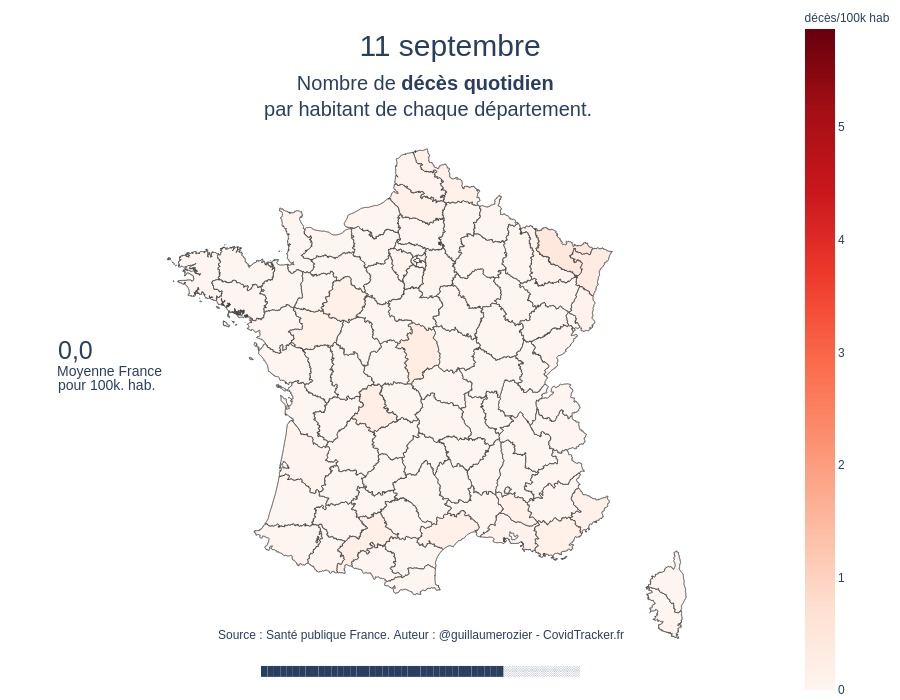 décès/100k hab
11 septembre
Nombre de décès quotidien
par habitant de chaque département.
5
4
0,0
Moyenne France
pour 100k. hab.
3
2
1
Source : Santé publique France. Auteur : @guillaumerozier - CovidTracker.fr
0